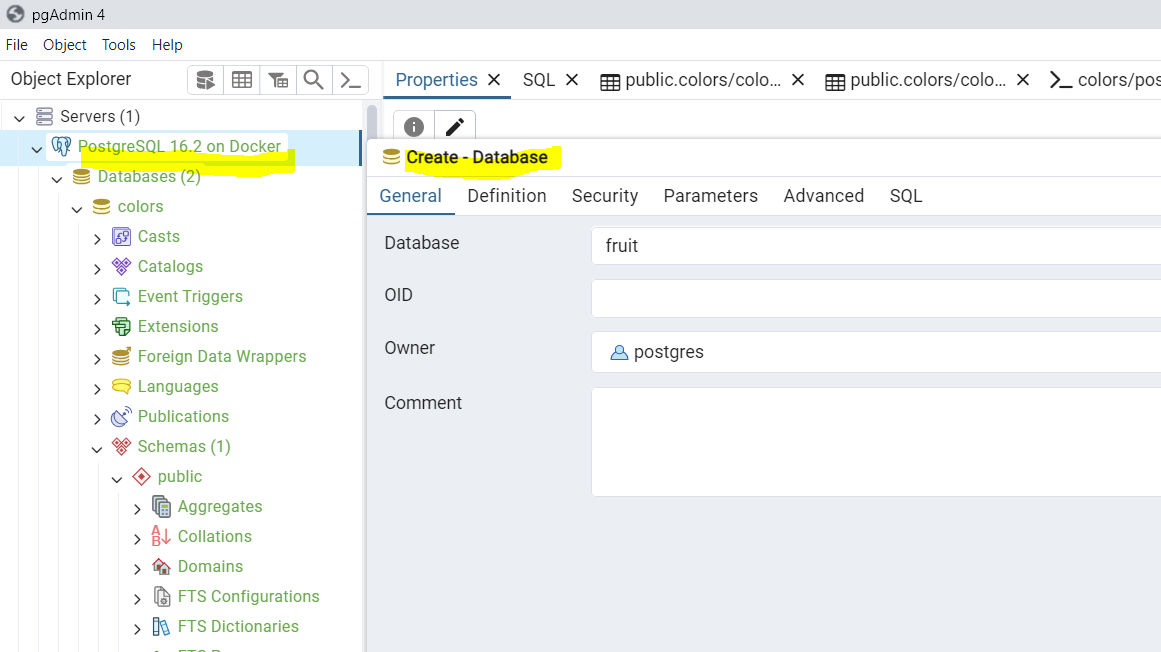 pgAdmin 4
File Object Tools Help
Object Explorer
Properties SQL public.colors/colo... public.colors/colo... colors/pos
Servers (1)
PostgreSQL 16.2 on Docker
Databases (2)
colors
Casts
Catalogs
Event Triggers
Extensions
Foreign Data Wrappers
Languages
Publications
Schemas (1)
public
Aggregates
Collations
Domains
FTS Configurations
FTS Dictionaries
Create - Database
General Definition Security Parameters Advanced SQL
Database fruit
OID
Owner postgres
Comment